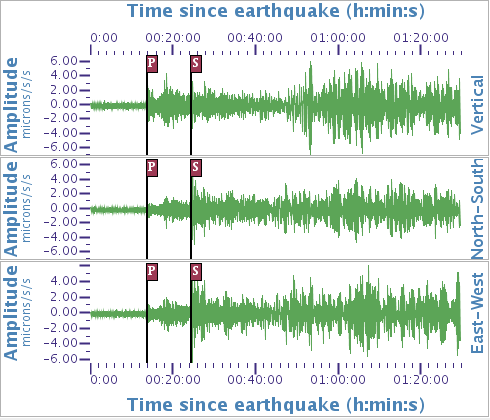 Time since earthquake (h:min:s)
0:00 00:20:00 00:40:00 01:00:00 01:20:00
Amplitude
microns/s/s
6.00
4.00
2.00
0.00
−2.00
−4.00
−6.00
P S
Vertical
Amplitude
microns/s/s
6.00
4.00
2.00
0.00
−2.00
−4.00
−6.00
P S
North−South
Amplitude
microns/s/s
4.00
2.00
0.00
−2.00
−4.00
−6.00
P S
East−West
0:00 00:20:00 00:40:00 01:00:00 01:20:00
Time since earthquake (h:min:s)